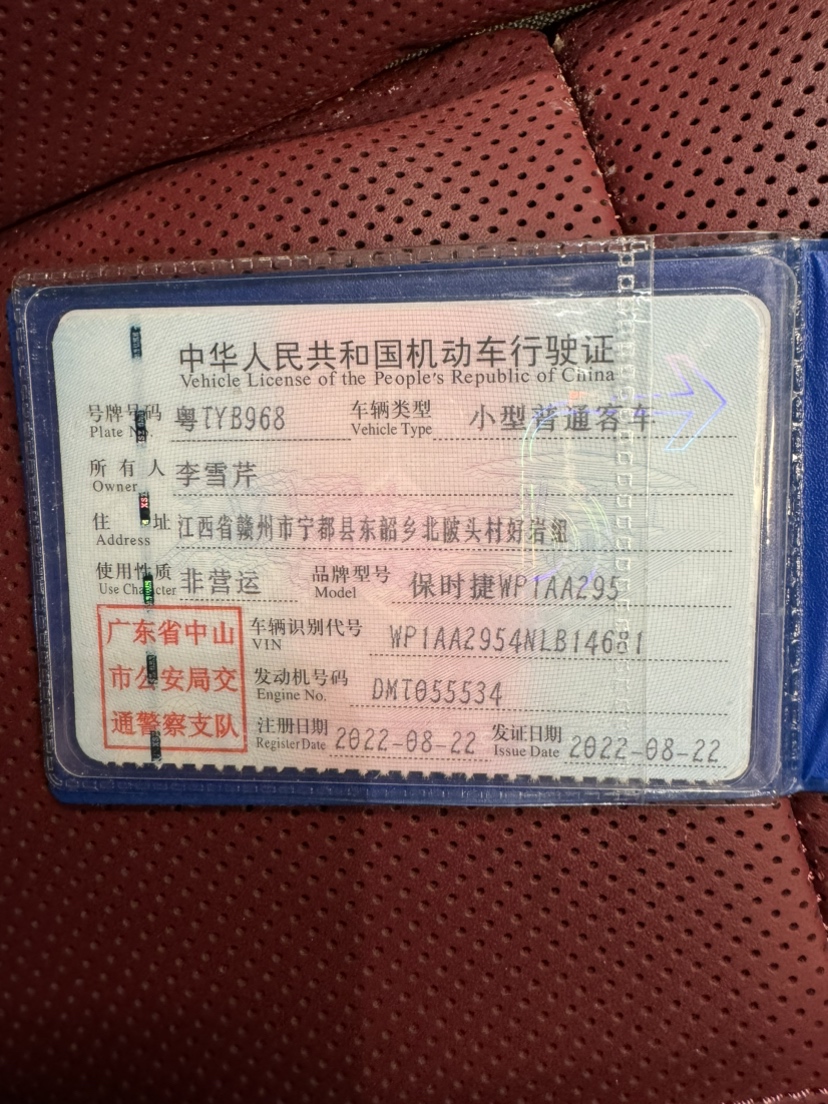 中华人民共和国机动车行驶证
Vehicle License of the People's Republic of China
号牌号码 Plate No. 粤TYB968 车辆类型 Vehicle Type 小型普通客车
所有人 Owner 李雪芹
住址 Address 江西省赣州市宁都县东韶乡北陂头村好岩组
使用性质 Use Character 非营运 品牌型号 Model 保时捷WP1AA295
广东省中山
市公安局交
通警察支队
车辆识别代号 VIN WP1AA2954NLB14681
发动机号码 Engine No. DMT055534
注册日期 Register Date 2022-08-22 发证日期 Issue Date 2022-08-22